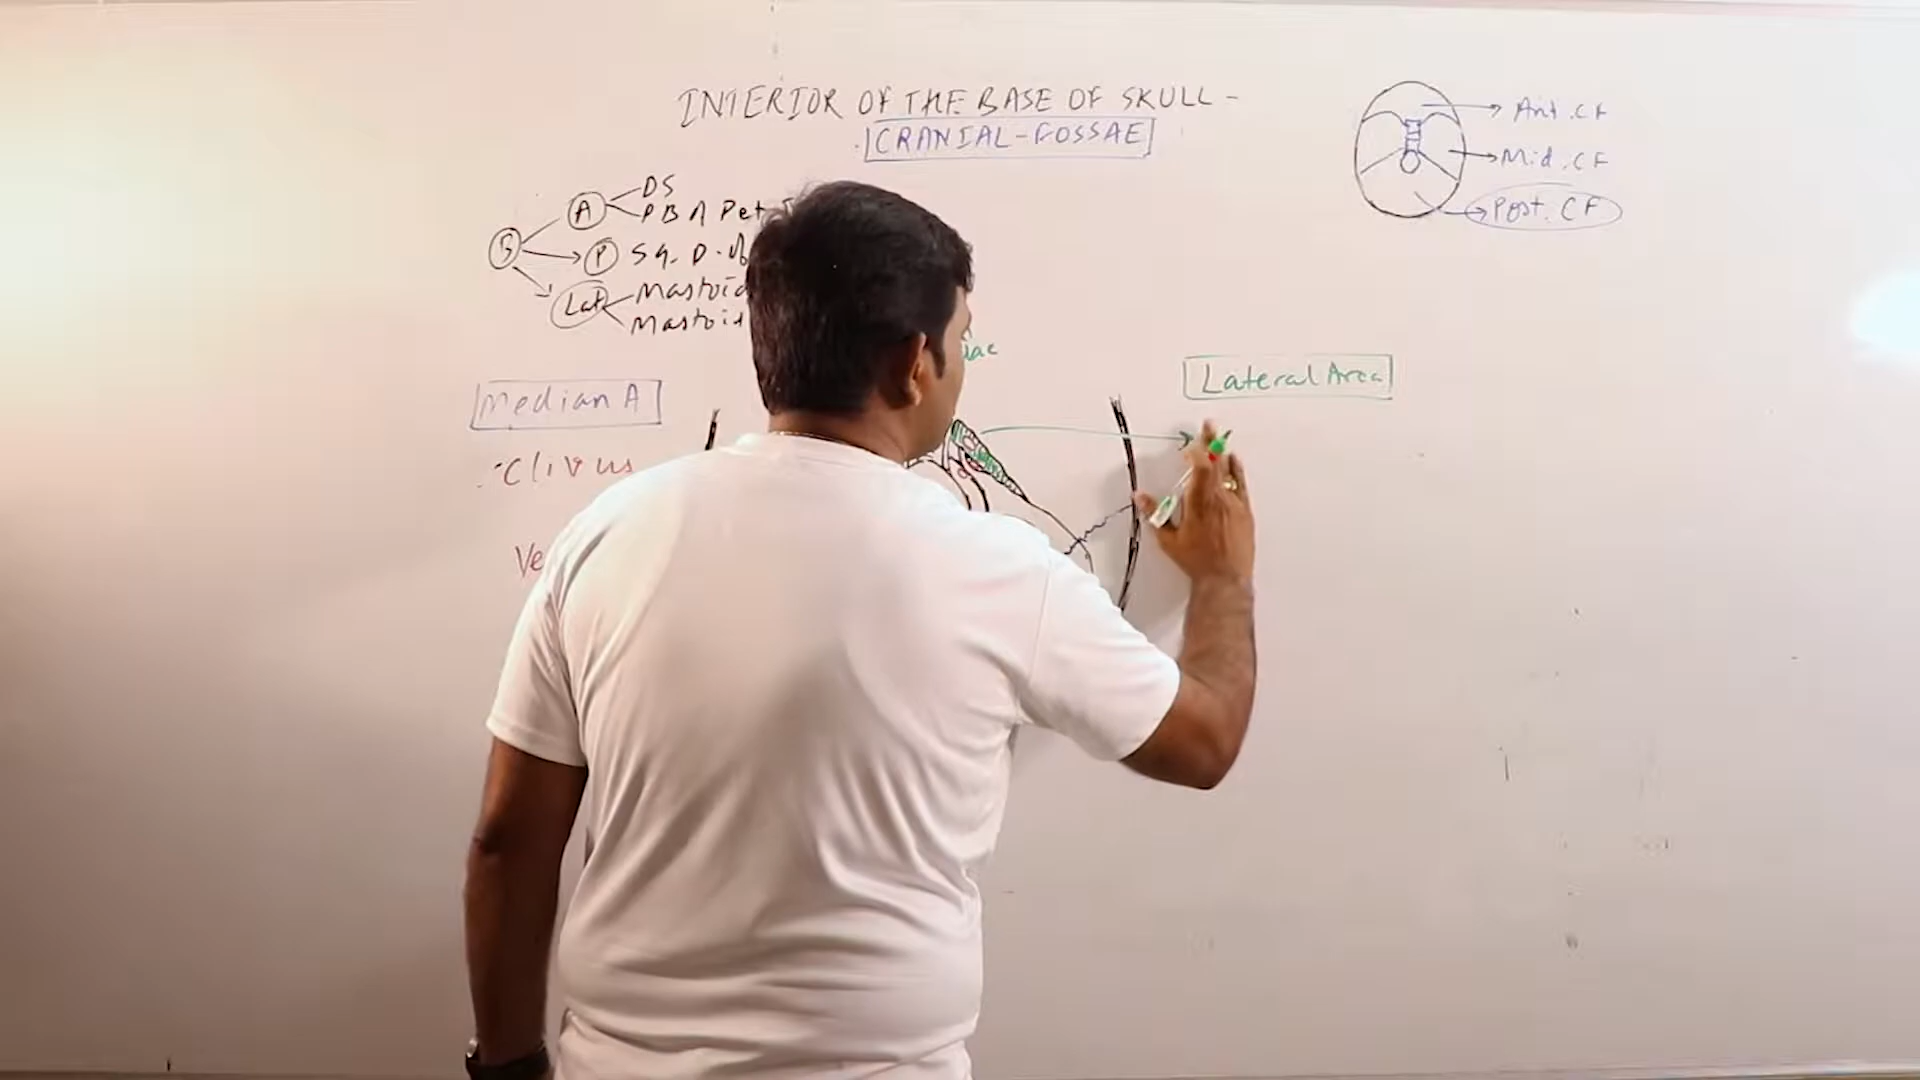 INTERIOR OF THE BASE OF SKULL -
CRANIAL-FOSSAE
Ant. CF
Mid. CF
Post. CF
B
A
DS
PB of Pet
P
Sq.
Lat
Mastoid
Mastoid
Median A
Clivus
Lateral Area